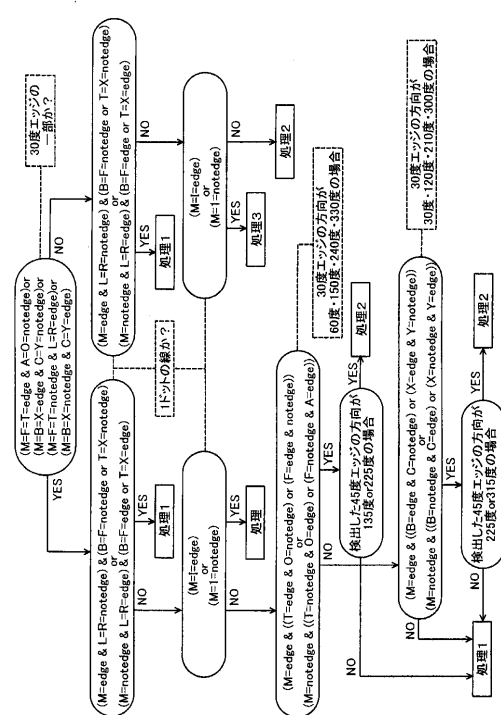 30度エッジの
一部か?
(M=F=T=edge & A=O=notedge)or
(M=B=X=edge & C=Y=notedge)or
(M=F=T=notedge & L=R=edge)or
(M=B=X=notedge & C=Y=edge)
YES
NO
(M=edge & L=R=notedge) & (B=F=notedge or T=X=notedge)
or
(M=notedge & L=R=edge) & (B=F=edge or T=X=edge)
(M=edge & L=R=notedge) & (B=F=notedge or T=X=notedge)
or
(M=notedge & L=R=edge) & (B=F=edge or T=X=edge)
YES
処理1
NO
YES
処理1
NO
1ドットの線か?
(M=I=edge)
or
(M=1=notedge)
(M=I=edge)
or
(M=1=notedge)
YES
処理
NO
YES
処理3
NO
処理2
(M=edge & ((T=edge & O=notedge) or (F=edge & notedge))
or
(M=notedge & ((T=notedge & O=edge) or (F=notedge & A=edge))
30度エッジの方向が
60度・150度・240度・330度の場合
YES
検出した45度エッジの方向が
135度or225度の場合
YES
処理2
NO
NO
(M=edge & ((B=edge & C=notedge) or (X=edge & Y=notedge))
or
(M=notedge & ((B=notedge & C=edge) or (X=notedge & Y=edge))
30度エッジの方向が
30度・120度・210度・300度の場合
NO
YES
処理1
NO
検出した45度エッジの方向が
225度or315度の場合
YES
処理2